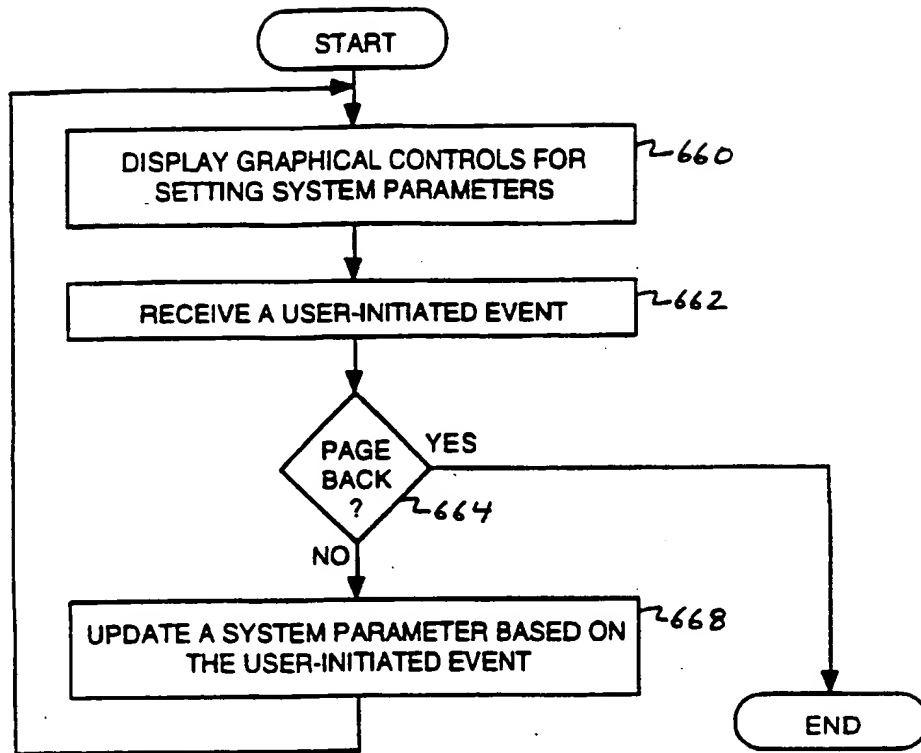 START
DISPLAY GRAPHICAL CONTROLS FOR
SETTING SYSTEM PARAMETERS
660
RECEIVE A USER-INITIATED EVENT
662
PAGE
BACK
?
YES
664
NO
UPDATE A SYSTEM PARAMETER BASED ON
THE USER-INITIATED EVENT
668
END